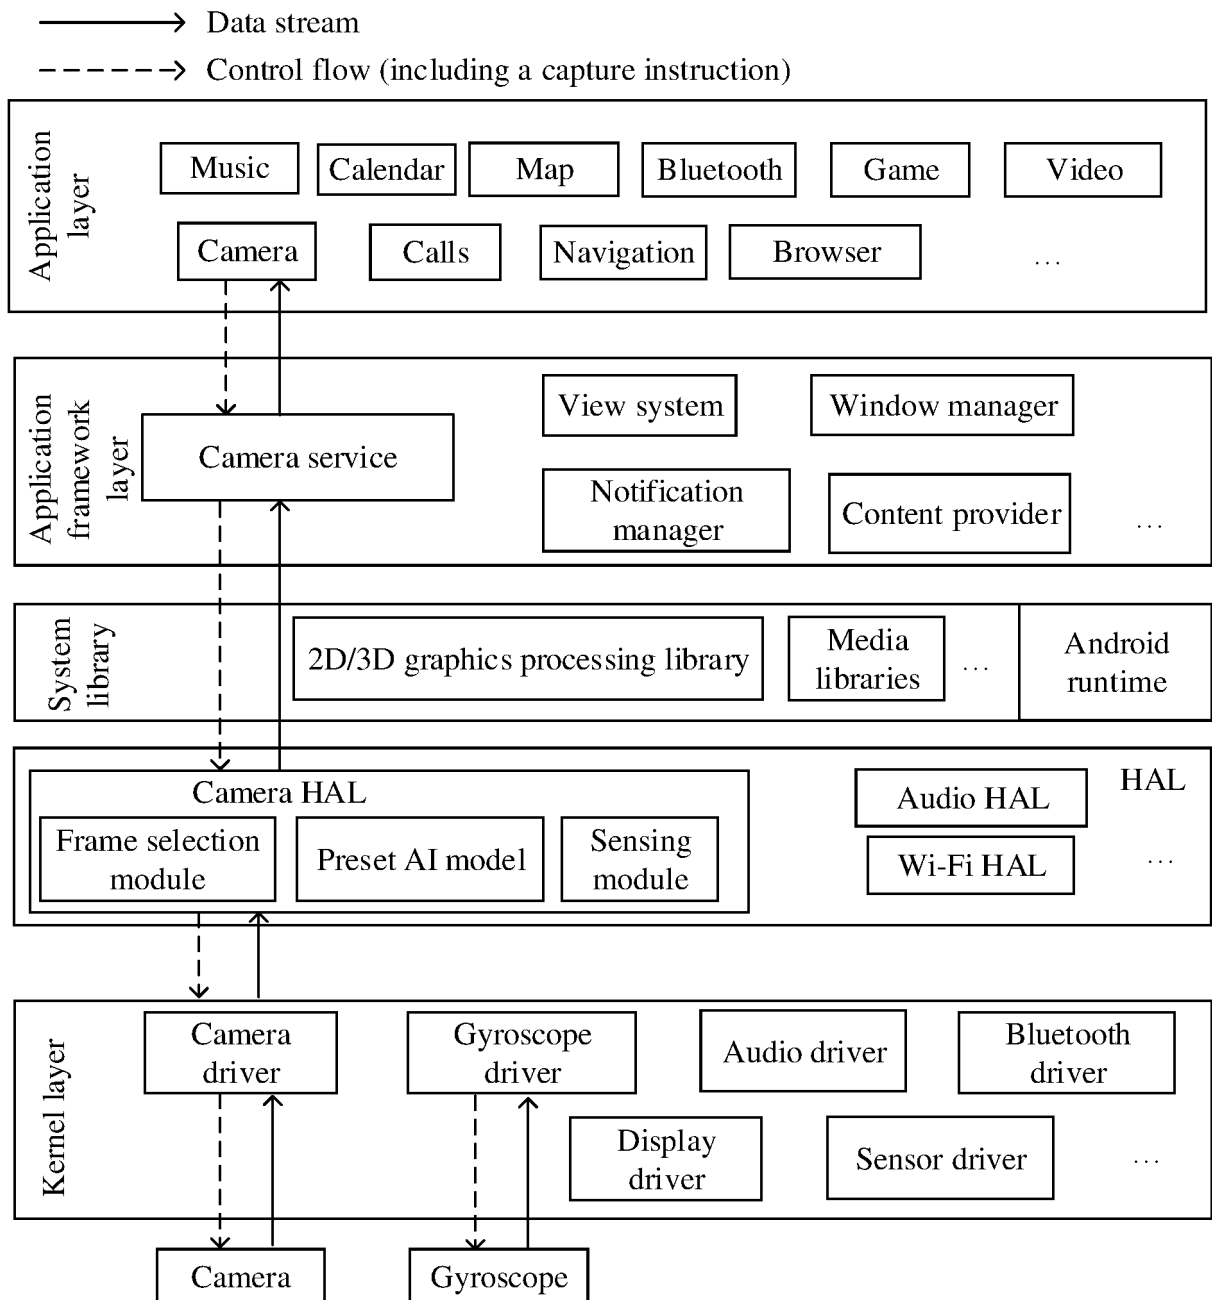 Data stream
Control flow (including a capture instruction)
Application
layer
Music
Calendar
Map
Bluetooth
Game
Video
Camera
Calls
Navigation
Browser
...
Application
framework
layer
View system
Window manager
Camera service
Notification
manager
Content provider
...
System
library
2D/3D graphics processing library
Media
libraries
...
Android
runtime
Camera HAL
Frame selection
module
Preset AI model
Sensing
module
Audio HAL
HAL
Wi-Fi HAL
...
Kernel layer
Camera
driver
Gyroscope
driver
Audio driver
Bluetooth
driver
Display
driver
Sensor driver
...
Camera
Gyroscope